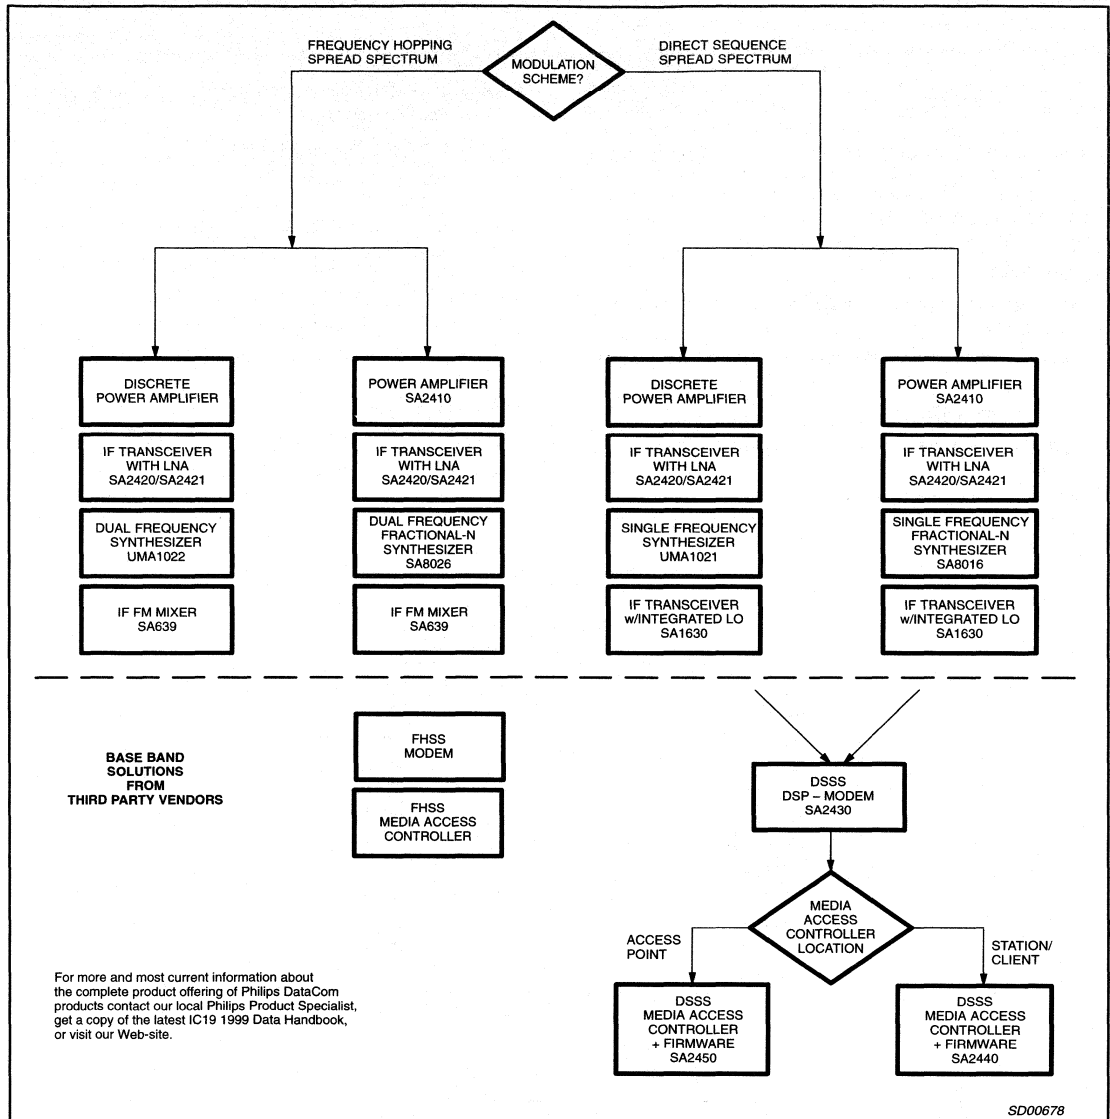 FREQUENCY HOPPING
SPREAD SPECTRUM
MODULATION
SCHEME?
DIRECT SEQUENCE
SPREAD SPECTRUM
DISCRETE
POWER AMPLIFIER
IF TRANSCEIVER
WITH LNA
SA2420/SA2421
DUAL FREQUENCY
SYNTHESIZER
UMA1022
IF FM MIXER
SA639
POWER AMPLIFIER
SA2410
IF TRANSCEIVER
WITH LNA
SA2420/SA2421
DUAL FREQUENCY
FRACTIONAL-N
SYNTHESIZER
SA8026
IF FM MIXER
SA639
DISCRETE
POWER AMPLIFIER
IF TRANSCEIVER
WITH LNA
SA2420/SA2421
SINGLE FREQUENCY
SYNTHESIZER
UMA1021
IF TRANSCEIVER
w/INTEGRATED LO
SA1630
POWER AMPLIFIER
SA2410
IF TRANSCEIVER
WITH LNA
SA2420/SA2421
SINGLE FREQUENCY
FRACTIONAL-N
SYNTHESIZER
SA8016
IF TRANSCEIVER
w/INTEGRATED LO
SA1630
BASE BAND
SOLUTIONS
FROM
THIRD PARTY VENDORS
FHSS
MODEM
FHSS
MEDIA ACCESS
CONTROLLER
DSSS
DSP – MODEM
SA2430
MEDIA
ACCESS
CONTROLLER
LOCATION
ACCESS
POINT
STATION/
CLIENT
DSSS
MEDIA ACCESS
CONTROLLER
+ FIRMWARE
SA2450
DSSS
MEDIA ACCESS
CONTROLLER
+ FIRMWARE
SA2440
For more and most current information about
the complete product offering of Philips DataCom
products contact our local Philips Product Specialist,
get a copy of the latest IC19 1999 Data Handbook,
or visit our Web-site.
SD00678